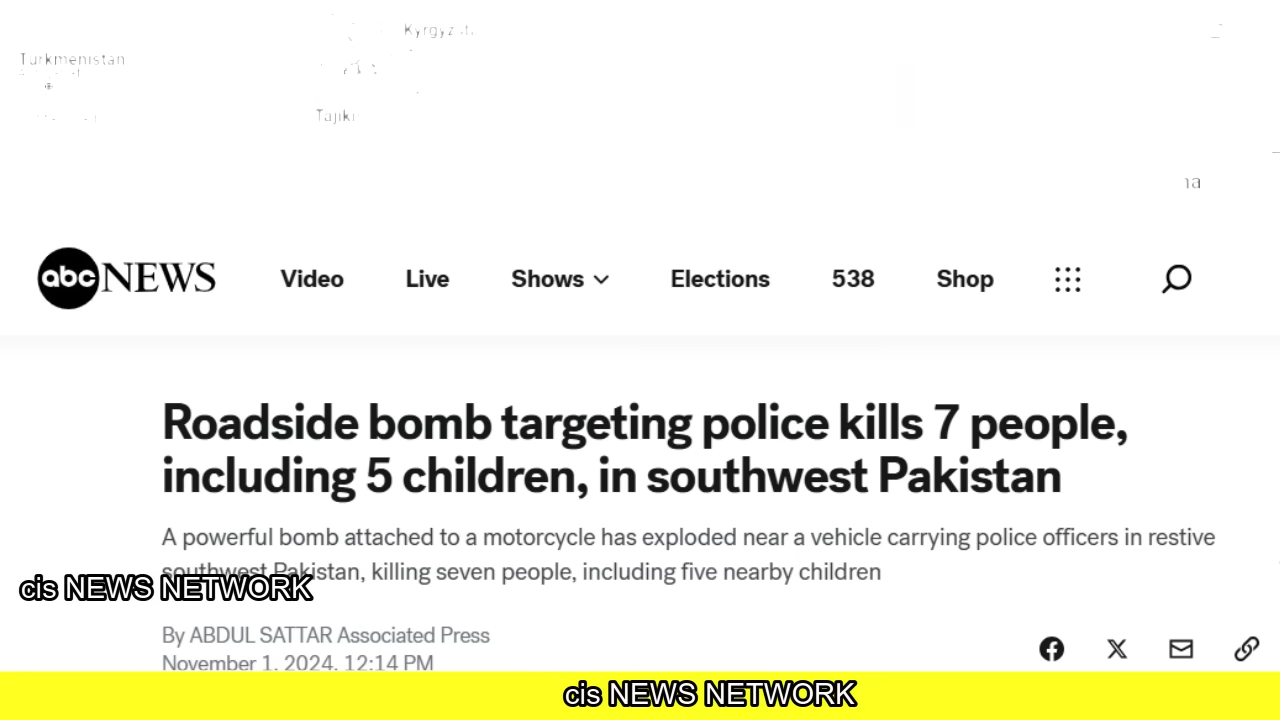 Turkmenistan
abc NEWS
Video
Live
Shows
Elections
538
Shop
Roadside bomb targeting police kills 7 people,
including 5 children, in southwest Pakistan
A powerful bomb attached to a motorcycle has exploded near a vehicle carrying police officers in restive
southwest Pakistan, killing seven people, including five nearby children
cis NEWS NETWORK
By ABDUL SATTAR Associated Press
November 1, 2024, 12:14 PM
cis NEWS NETWORK